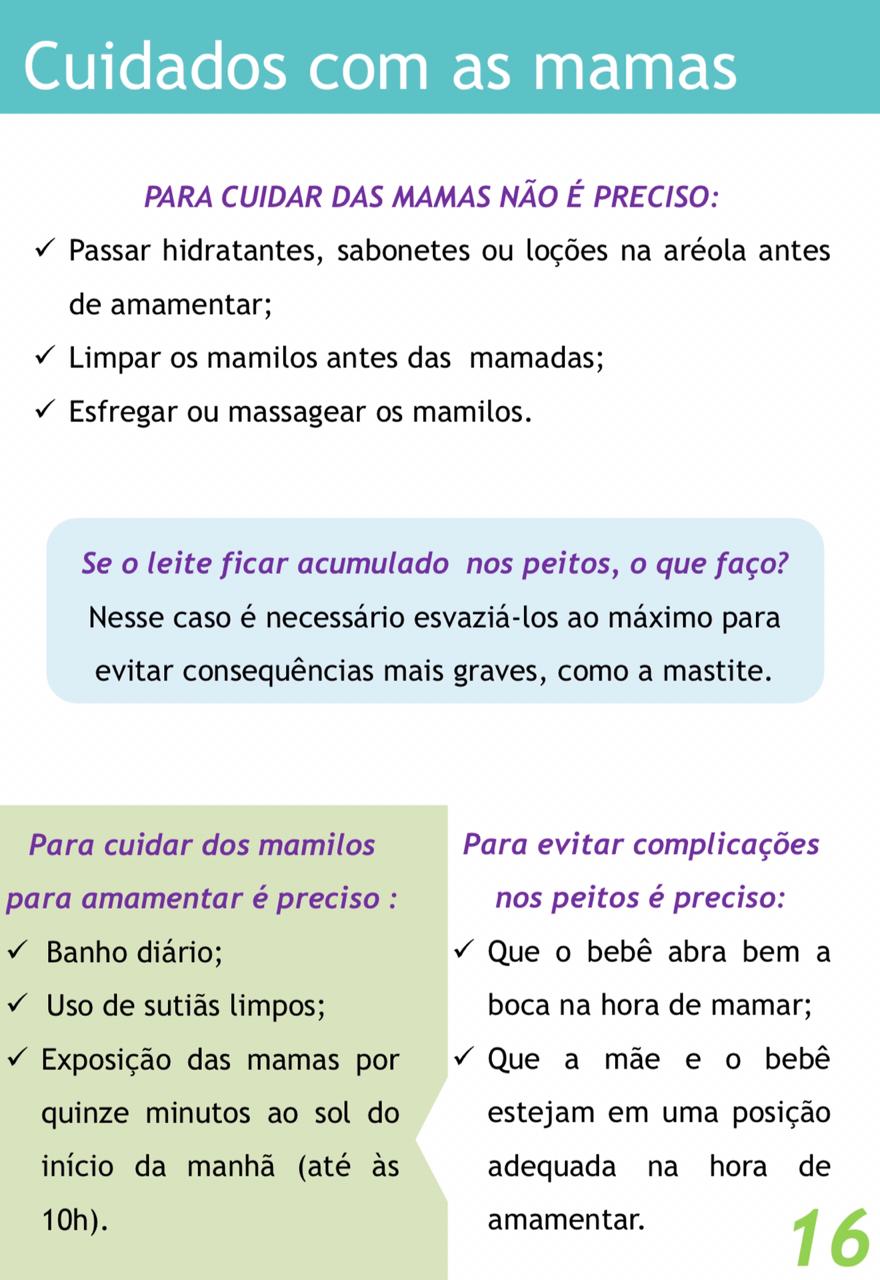 Cuidados com as mamas
PARA CUIDAR DAS MAMAS NÃO É PRECISO:
✓ Passar hidratantes, sabonetes ou loções na aréola antes
de amamentar;
✓ Limpar os mamilos antes das mamadas;
✓ Esfregar ou massagear os mamilos.
Se o leite ficar acumulado nos peitos, o que faço?
Nesse caso é necessário esvaziá-los ao máximo para
evitar consequências mais graves, como a mastite.
Para cuidar dos mamilos
para amamentar é preciso :
✓ Banho diário;
✓ Uso de sutiãs limpos;
✓ Exposição das mamas por
quinze minutos ao sol do
início da manhã (até às
10h).
Para evitar complicações
nos peitos é preciso:
✓ Que o bebê abra bem a
boca na hora de mamar;
✓ Que a mãe e o bebê
estejam em uma posição
adequada na hora de
amamentar.
16